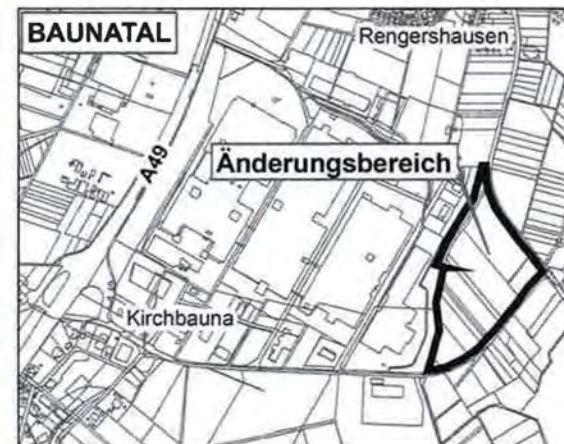 BAUNATAL
Rengershausen
A49
Änderungsbereich
Kirchbauna